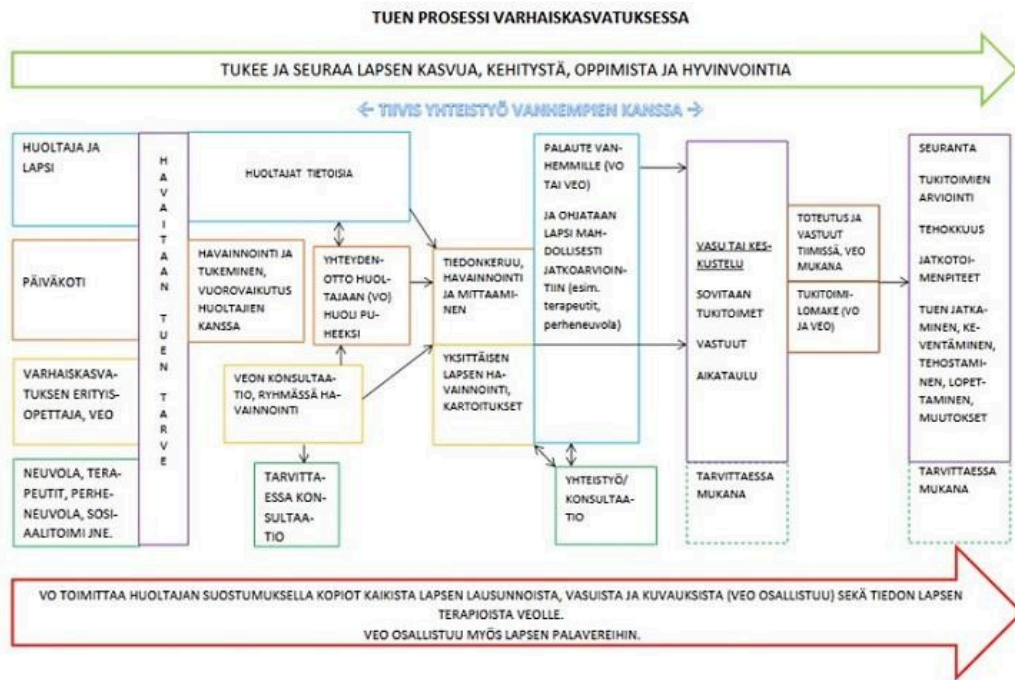 TUEN PROSESSI VARHAISKASVATUKSESSA
TUKEE JA SEURAA LAPSEN KASVUA, KEHITYSTÄ, OPPIMISTA JA HYVINVOINTIA
← TIIVIS YHTEISTYÖ VANHEMPIEN KANSSA →
HUOLTAJA JA
LAPSI
PÄIVÄKOTI
VARHAISKASVA-
TUKSEN ERITYIS-
OPETTAJA, VEO
NEUVOLA, TERA-
PEUTIT, PERHE-
NEUVOLA, SOSI-
AALITOIMI JNE.
H
A
V
A
I
T
A
A
N
T
U
E
N
T
A
R
V
E
HUOLTAJAT TIETOISIA
HAVAINNOINTI JA
TUKEMINEN,
VUOROVAIKUTUS
HUOLTAJIEN
KANSSA
YHTEYDEN-
OTTO HUOL-
TAJAAN (VO)
HUOLI PU-
HEEKSI
VEON KONSULTAA-
TIO, RYHMÄSSÄ HA-
VAINNOINTI
TARVITTA-
ESSA KON-
SULTAA-
TIO
TIEDONKERUU,
HAVAINNOINTI
JA MITTAAMI-
NEN
YKSITTÄISEN
LAPSEN HA-
VAINNOINTI,
KARTOITUKSET
PALAUTE VAN-
HEMMILLE (VO
TAI VEO)
JA OHJATAAN
LAPSI MAH-
DOLLISESTI
JATKOARVIOIN-
TIIN (esim.
terapeutit,
perheneuvola)
YHTEISTYÖ/
KONSULTAA-
TIO
VASU TAI KES-
KUSTELU
SOVITAAN
TUKITOIMET
VASTUUT
AIKATAULU
TARVITTAESSA
MUKANA
TOTEUTUS JA
VASTUUT
TIIMISSÄ, VEO
MUKANA
TUKITOIMI-
LOMAKE (VO
JA VEO)
SEURANTA
TUKITOIMIEN
ARVIOINTI
TEHOKKUUS
JATKOTOI-
MENPITEET
TUEN JATKA-
MINEN, KE-
VENTÄMINEN,
TEHOSTAMI-
NEN, LOPET-
TAMINEN,
MUUTOKSET
TARVITTAESSA
MUKANA
VO TOIMITTAA HUOLTAJAN SUOSTUMUKSELLA KOPIOT KAIKISTA LAPSEN LAUSUNNOISTA, VASUISTA JA KUVAUKSISTA (VEO OSALLISTUU) SEKÄ TIEDON LAPSEN
TERAPIOISTA VEOLLE.
VEO OSALLISTUU MYÖS LAPSEN PALAVEREIHIN.